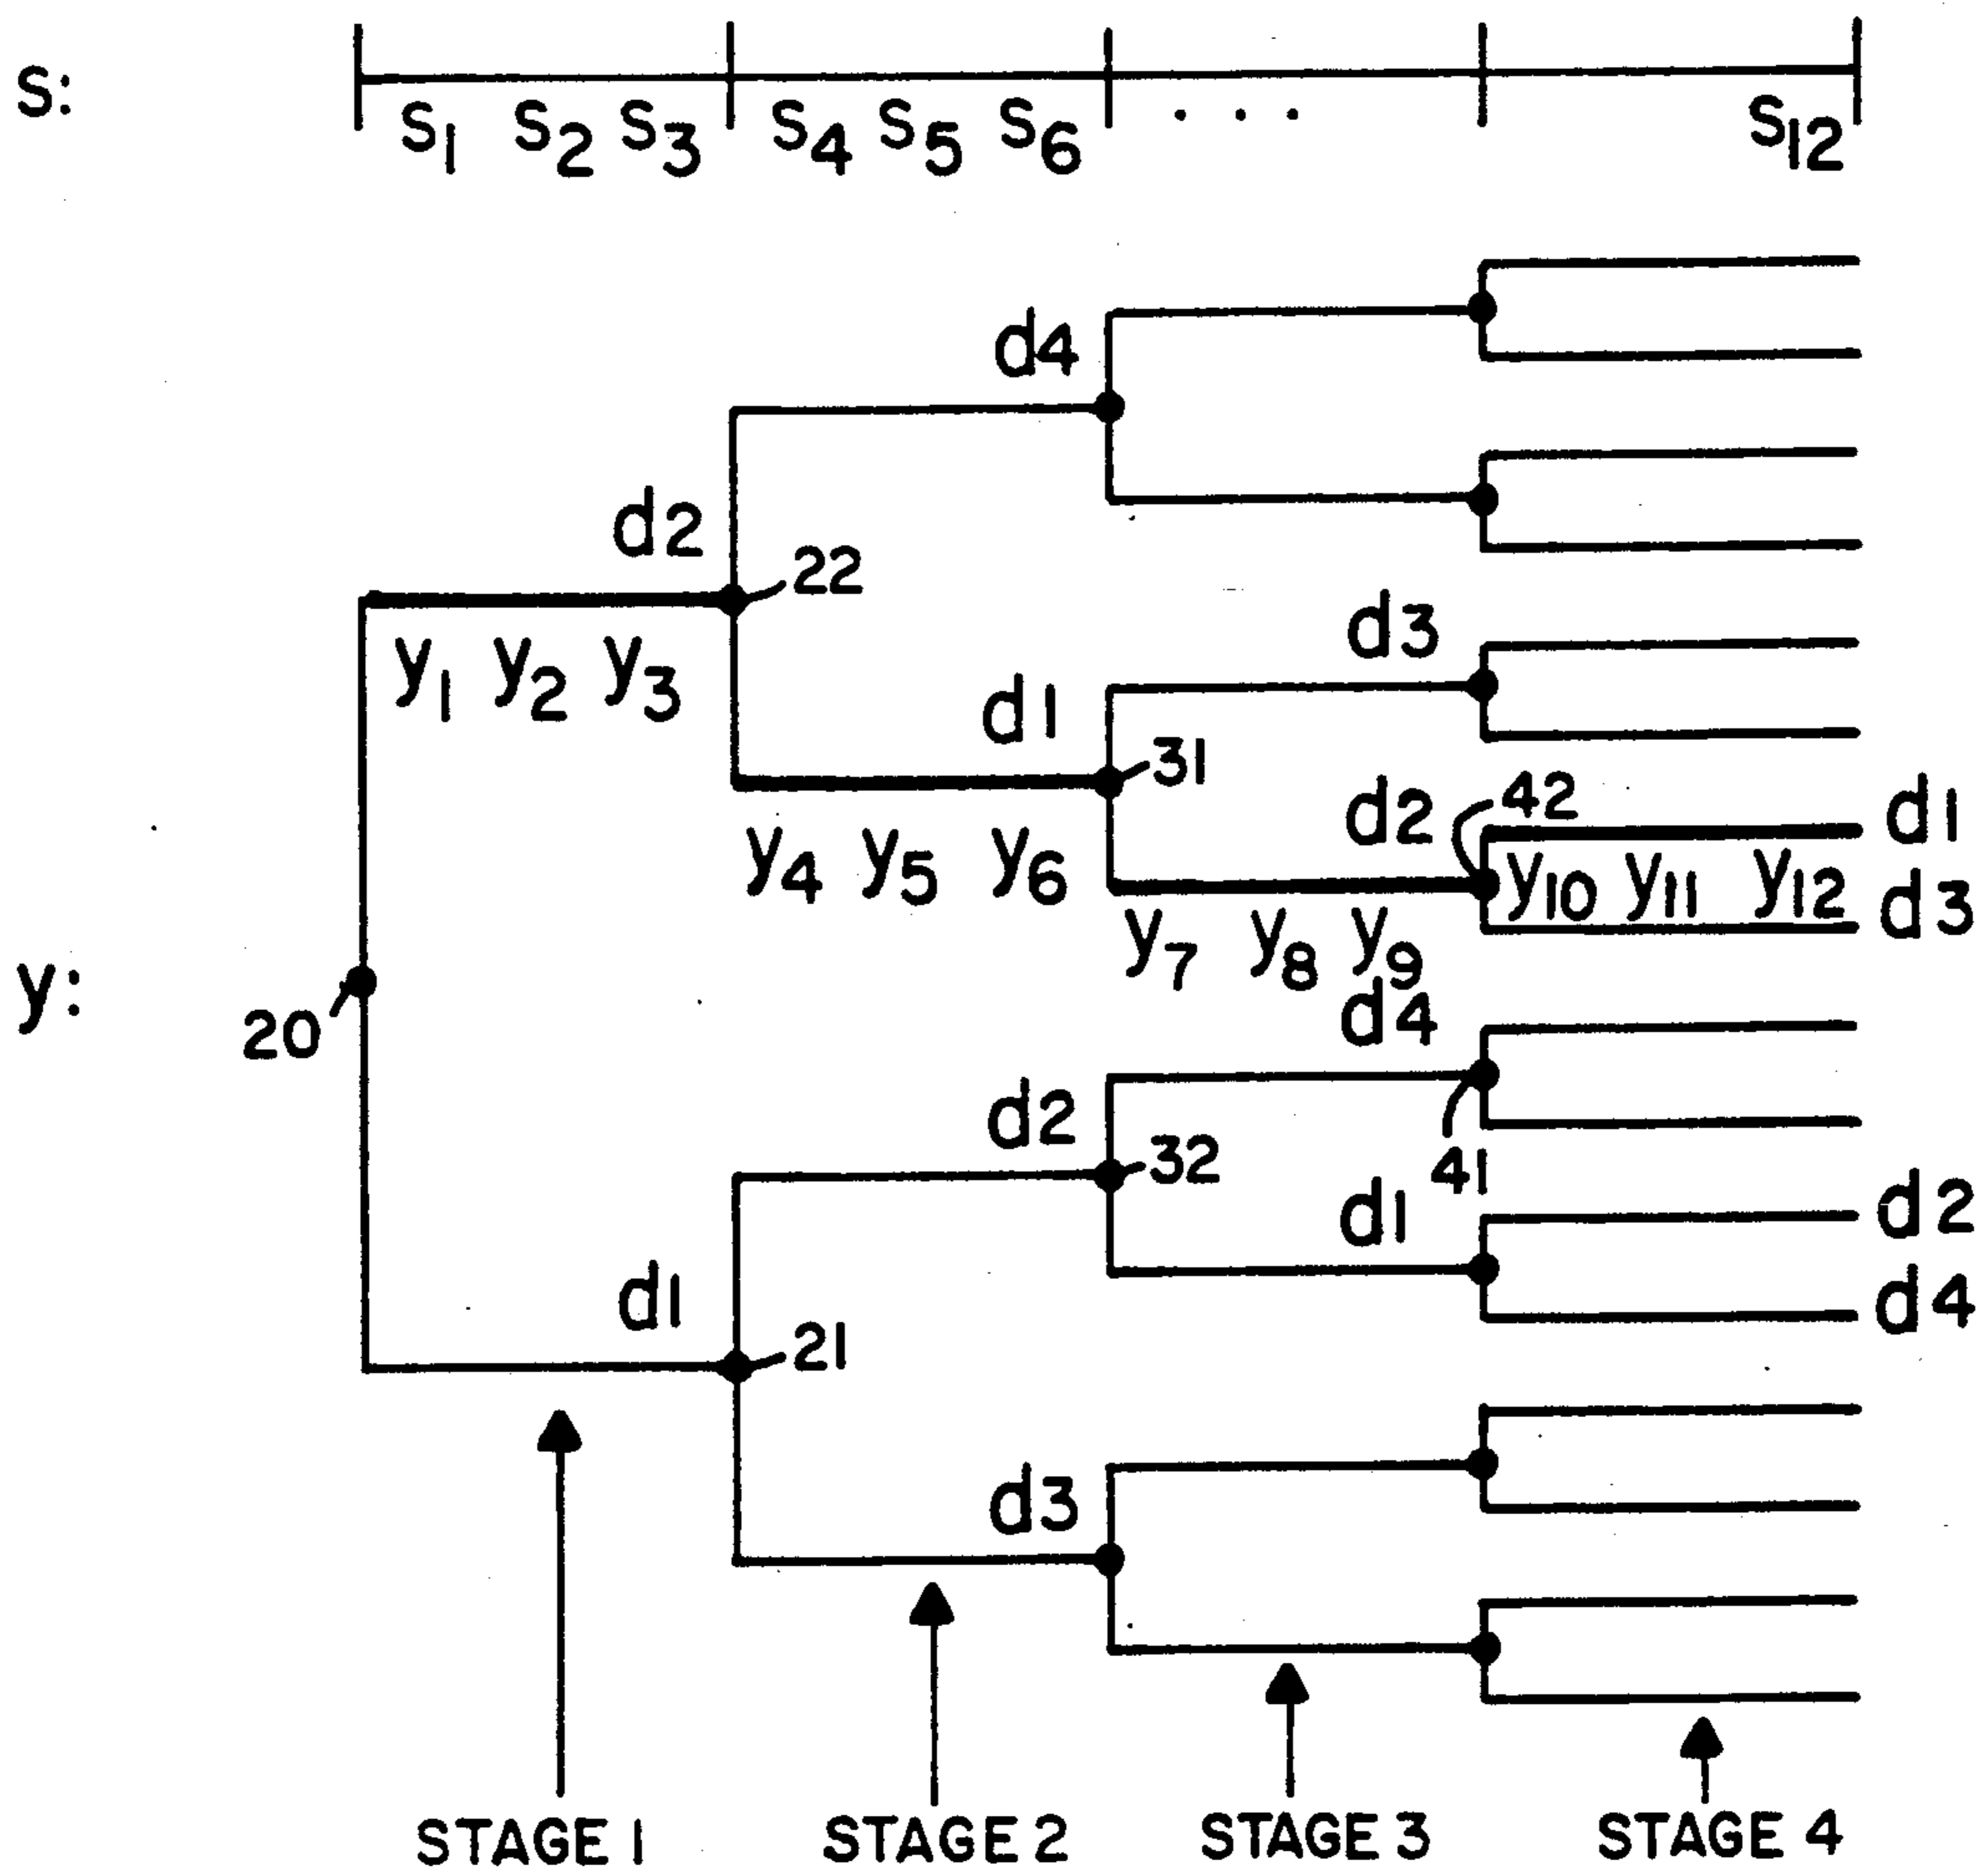 s:
s1 s2 s3 s4 s5 s6 . . . s12
d4
d2
22
d3
y1 y2 y3
d1
31
d2 42 d1
y4 y5 y6
y10 y11 y12 d3
y7 y8 y9
y:
20
d4
d2
32
41
d1 d2
d1
d4
21
d3
STAGE 1 STAGE 2 STAGE 3 STAGE 4